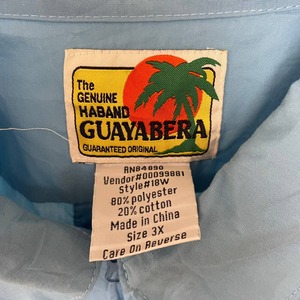 The
GENUINE
HABAND
GUAYABERA
GUARANTEED ORIGINAL
RN84890
Vendor#00099881
Style#18W
80% polyester
20% cotton
Made in China
Size 3X
Care On Reverse